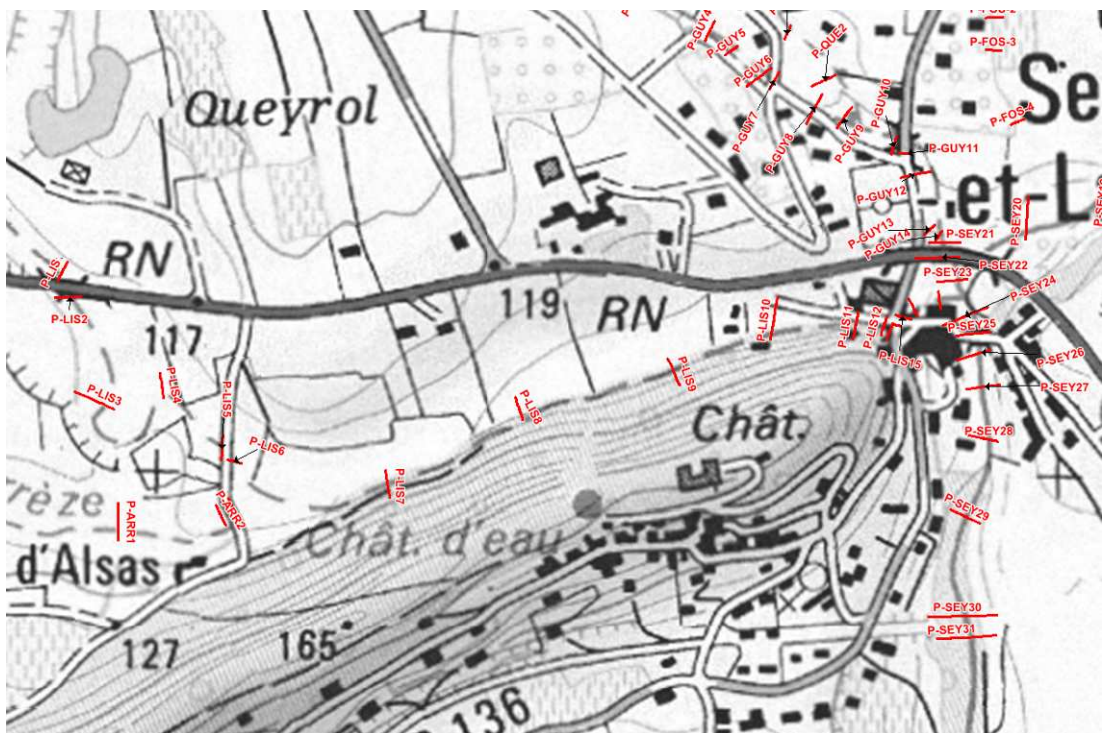 P-FOS-3
P-GUY4
P-GUY5
P-QUE2
P-GUY6
P-GUY10
Se
Queyrol
P-FOS-4
P-GUY7
P-GUY8
P-GUY9
P-GUY11
P-GUY12
et-L
P-SEY20
P-GUY13
P-GUY14
P-SEY21
RN
P-SEY22
P-SEY23
P-LIS2
119
RN
P-LIS10
P-LIS11
P-LIS12
P-SEY24
P-SEY25
117
P-LIS15
P-SEY26
P-LIS3
P-LIS4
P-LIS5
P-LIS9
P-SEY27
P-LIS8
Chât.
P-SEY28
P-LIS6
P-LIS7
rèze
P-ARR1
P-ARR2
P-SEY29
Chât. d'eau
d'Alsas
P-SEY30
P-SEY31
127
165
136